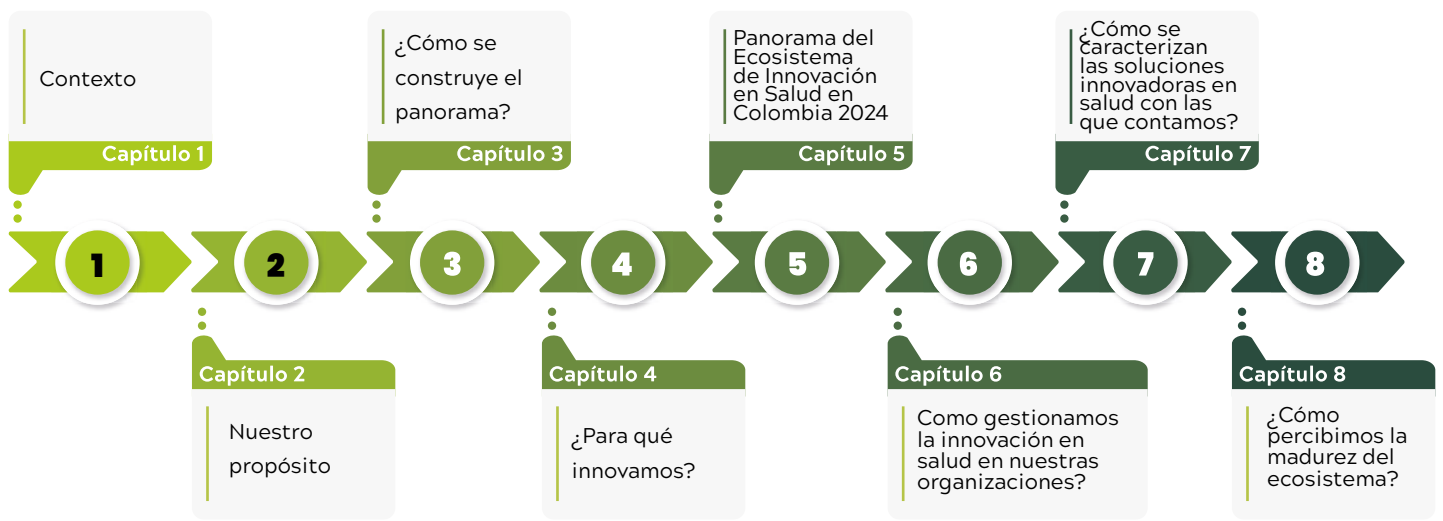 Contexto
Capítulo 1
¿Cómo se
construye el
panorama?
Capítulo 3
Panorama del
Ecosistema
de Innovación
en Salud en
Colombia 2024
Capítulo 5
¿Cómo se
caracterizan
las soluciones
innovadoras en
salud con las
que contamos?
Capítulo 7
1
2
3
4
5
6
7
8
Capítulo 2
Nuestro
propósito
Capítulo 4
¿Para qué
innovamos?
Capítulo 6
Como gestionamos
la innovación en
salud en nuestras
organizaciones?
Capítulo 8
¿Cómo
percibimos la
madurez del
ecosistema?